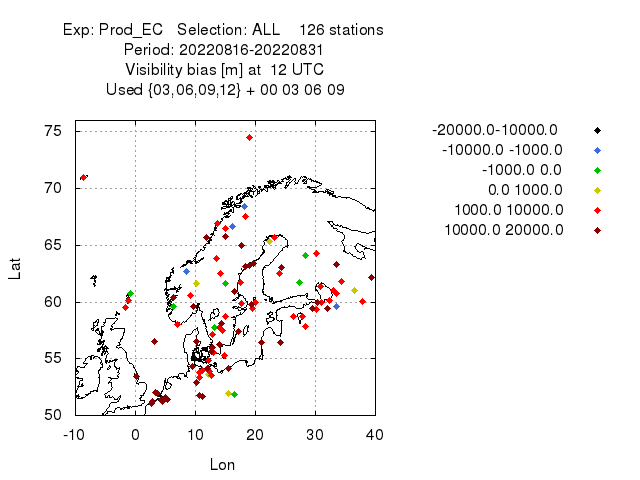 Exp: Prod_EC Selection: ALL 126 stations
Period: 20220816-20220831
Visibility bias [m] at 12 UTC
Used {03,06,09,12} + 00 03 06 09
-20000.0-10000.0
-10000.0 -1000.0
-1000.0 0.0
0.0 1000.0
1000.0 10000.0
10000.0 20000.0
Lat
75
70
65
60
55
50
-10 0 10 20 30 40
Lon